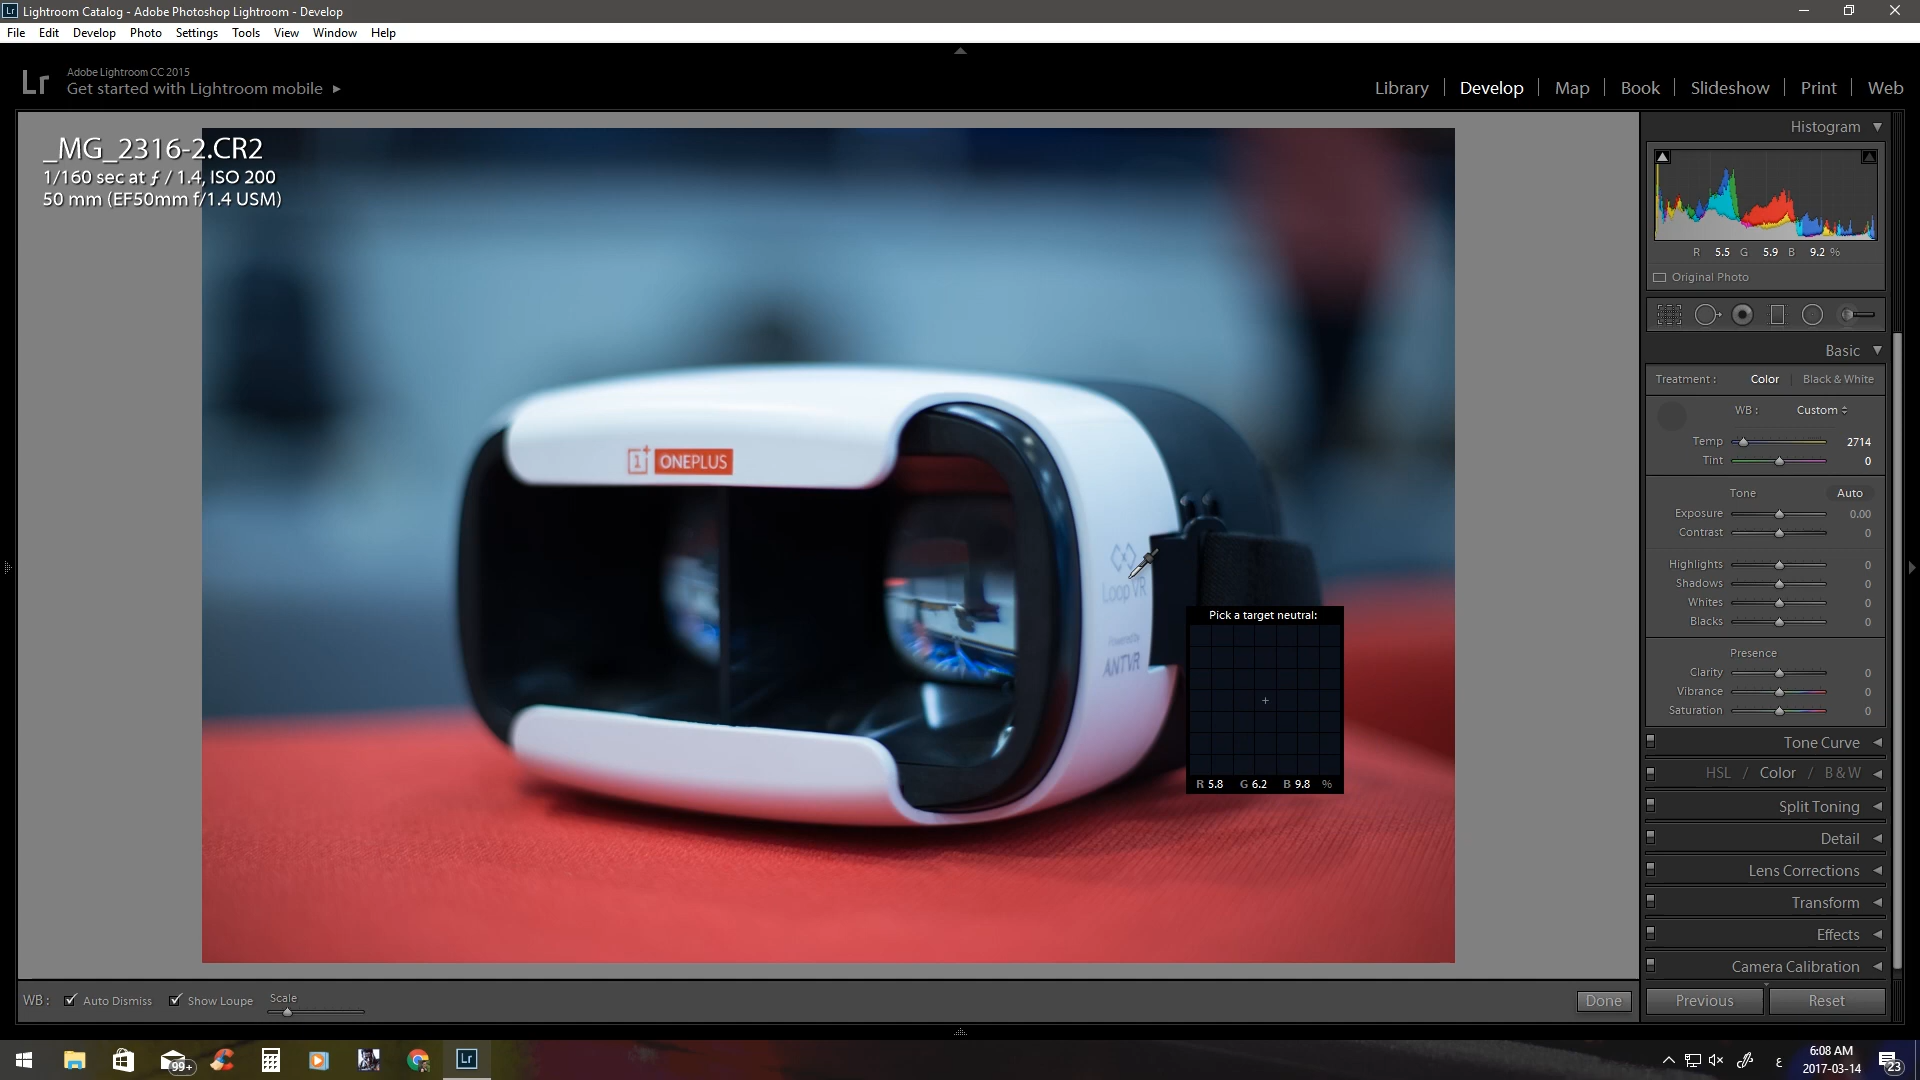 Lightroom Catalog - Adobe Photoshop Lightroom - Develop
File Edit Develop Photo Settings Tools View Window Help
Lr
Adobe Lightroom CC 2015
Get started with Lightroom mobile
Library Develop Map Book Slideshow Print Web
_MG_2316-2.CR2
1/160 sec at ƒ / 1.4, ISO 200
50 mm (EF50mm f/1.4 USM)
1+ ONEPLUS
Loop VR
Powered by
ANTVR
Pick a target neutral:
R 5.8 G 6.2 B 9.8 %
Histogram
R 5.5 G 5.9 B 9.2 %
Original Photo
Basic
Treatment : Color Black & White
WB : Custom
Temp 2714
Tint 0
Tone Auto
Exposure 0.00
Contrast 0
Highlights 0
Shadows 0
Whites 0
Blacks 0
Presence
Clarity 0
Vibrance 0
Saturation 0
Tone Curve
HSL / Color / B & W
Split Toning
Detail
Lens Corrections
Transform
Effects
Camera Calibration
WB : Auto Dismiss Show Loupe Scale
Done
Previous Reset
99+
Lr
ع
6:08 AM
2017-03-14
23